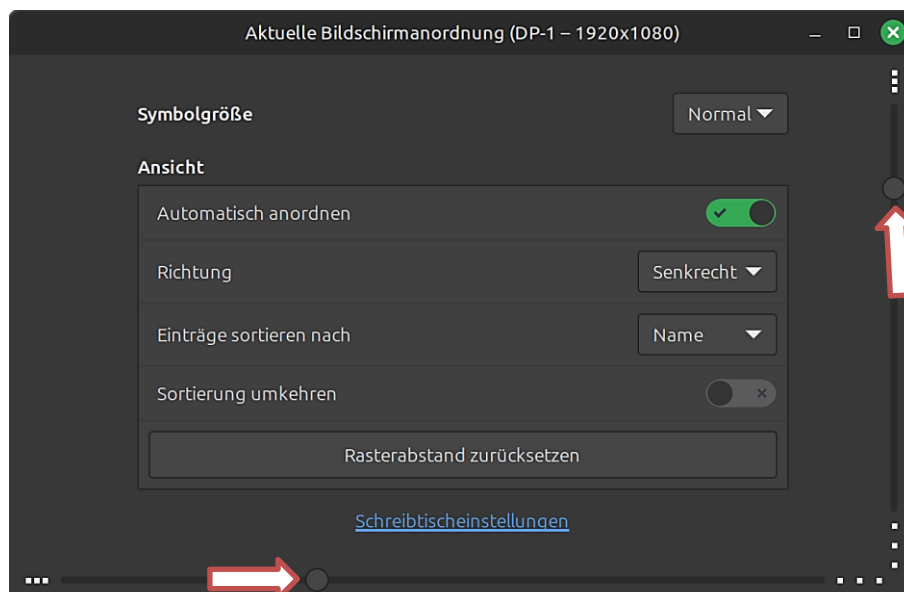 Aktuelle Bildschirmanordnung (DP-1 – 1920x1080)
Symbolgröße
Normal
Ansicht
Automatisch anordnen
Richtung
Senkrecht
Einträge sortieren nach
Name
Sortierung umkehren
Rasterabstand zurücksetzen
Schreibtischeinstellungen